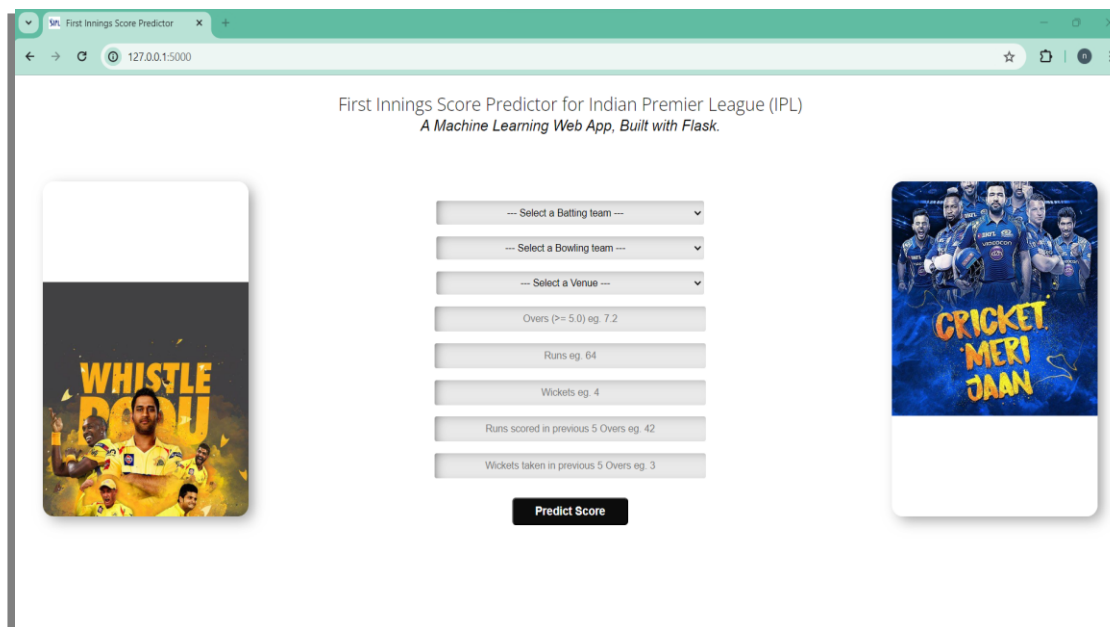 First Innings Score Predictor
127.0.0.1:5000
First Innings Score Predictor for Indian Premier League (IPL)
A Machine Learning Web App, Built with Flask.
--- Select a Batting team ---
--- Select a Bowling team ---
--- Select a Venue ---
Overs (>= 5.0) eg. 7.2
Runs eg. 64
Wickets eg. 4
Runs scored in previous 5 Overs eg. 42
Wickets taken in previous 5 Overs eg. 3
Predict Score
WHISTLE
PODU
VIDEOCON
CRICKET
MERI
JAAN